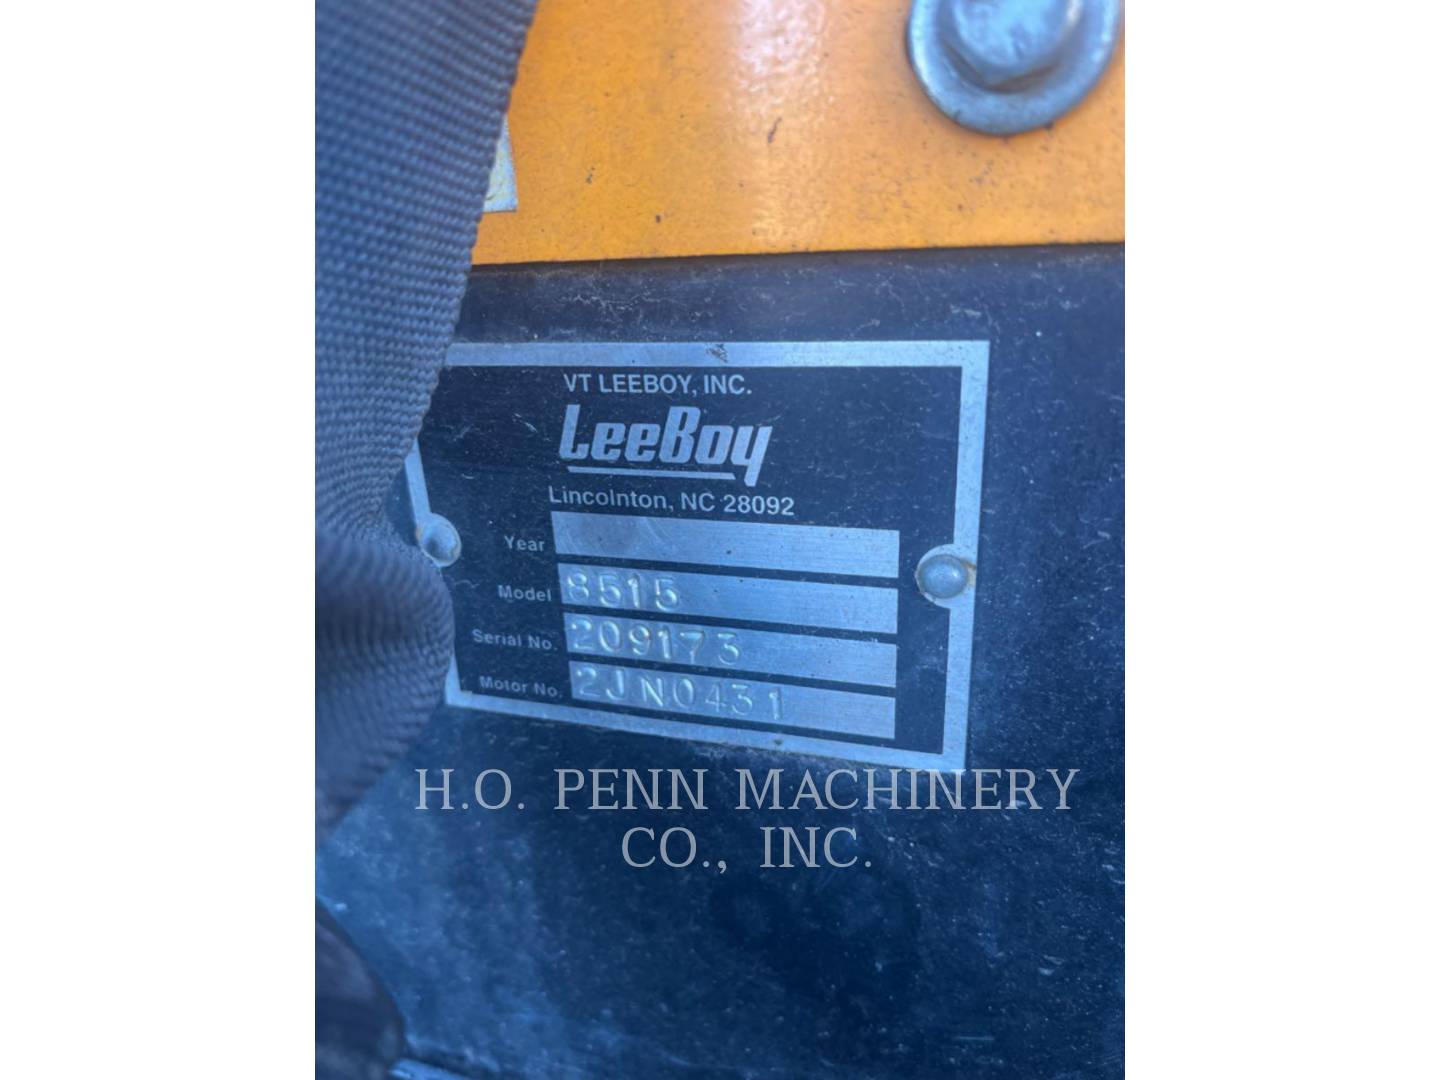 VT LEEBOY, INC.
LeeBoy
Lincolnton, NC 28092
Year
Model 8515
Serial No. 209173
Motor No. 2JN0431
H.O. PENN MACHINERY
CO., INC.